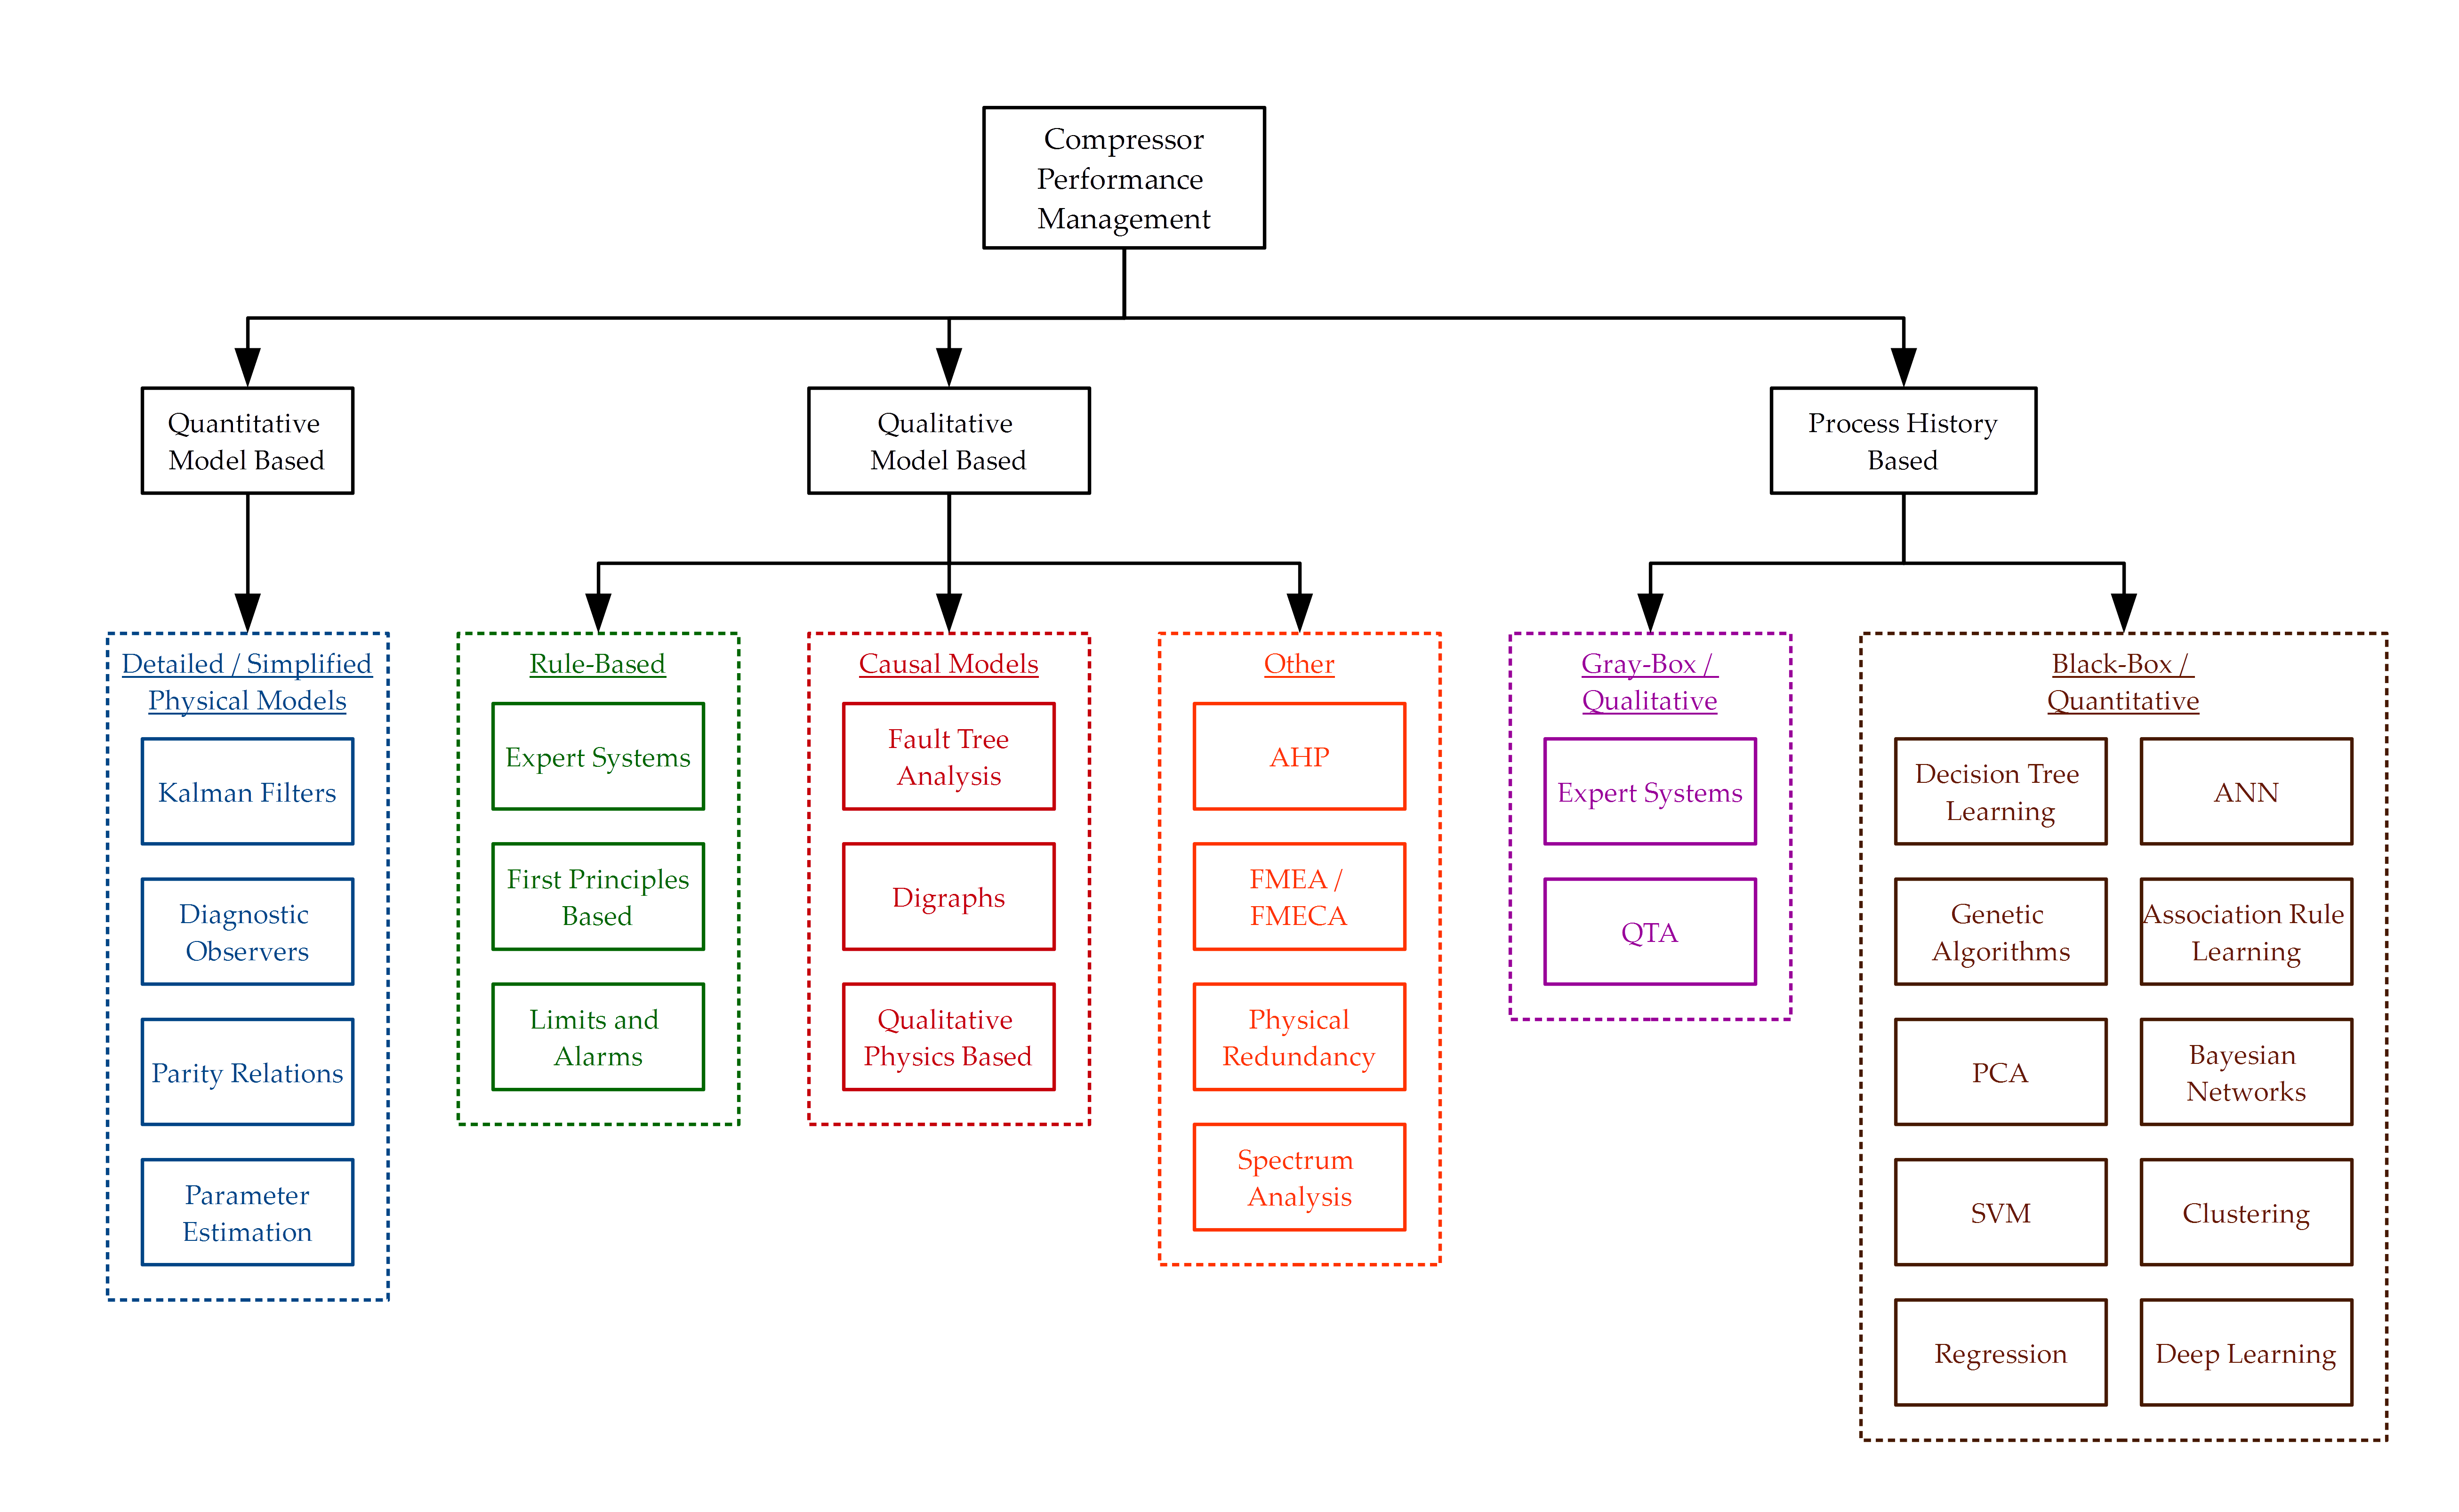 Compressor
Performance
Management
Quantitative
Model Based
Qualitative
Model Based
Process History
Based
Detailed / Simplified
Physical Models
Kalman Filters
Diagnostic
Observers
Parity Relations
Parameter
Estimation
Rule-Based
Expert Systems
First Principles
Based
Limits and
Alarms
Causal Models
Fault Tree
Analysis
Digraphs
Qualitative
Physics Based
Other
AHP
FMEA /
FMECA
Physical
Redundancy
Spectrum
Analysis
Gray-Box /
Qualitative
Expert Systems
QTA
Black-Box /
Quantitative
Decision Tree
Learning
ANN
Genetic
Algorithms
Association Rule
Learning
PCA
Bayesian
Networks
SVM
Clustering
Regression
Deep Learning